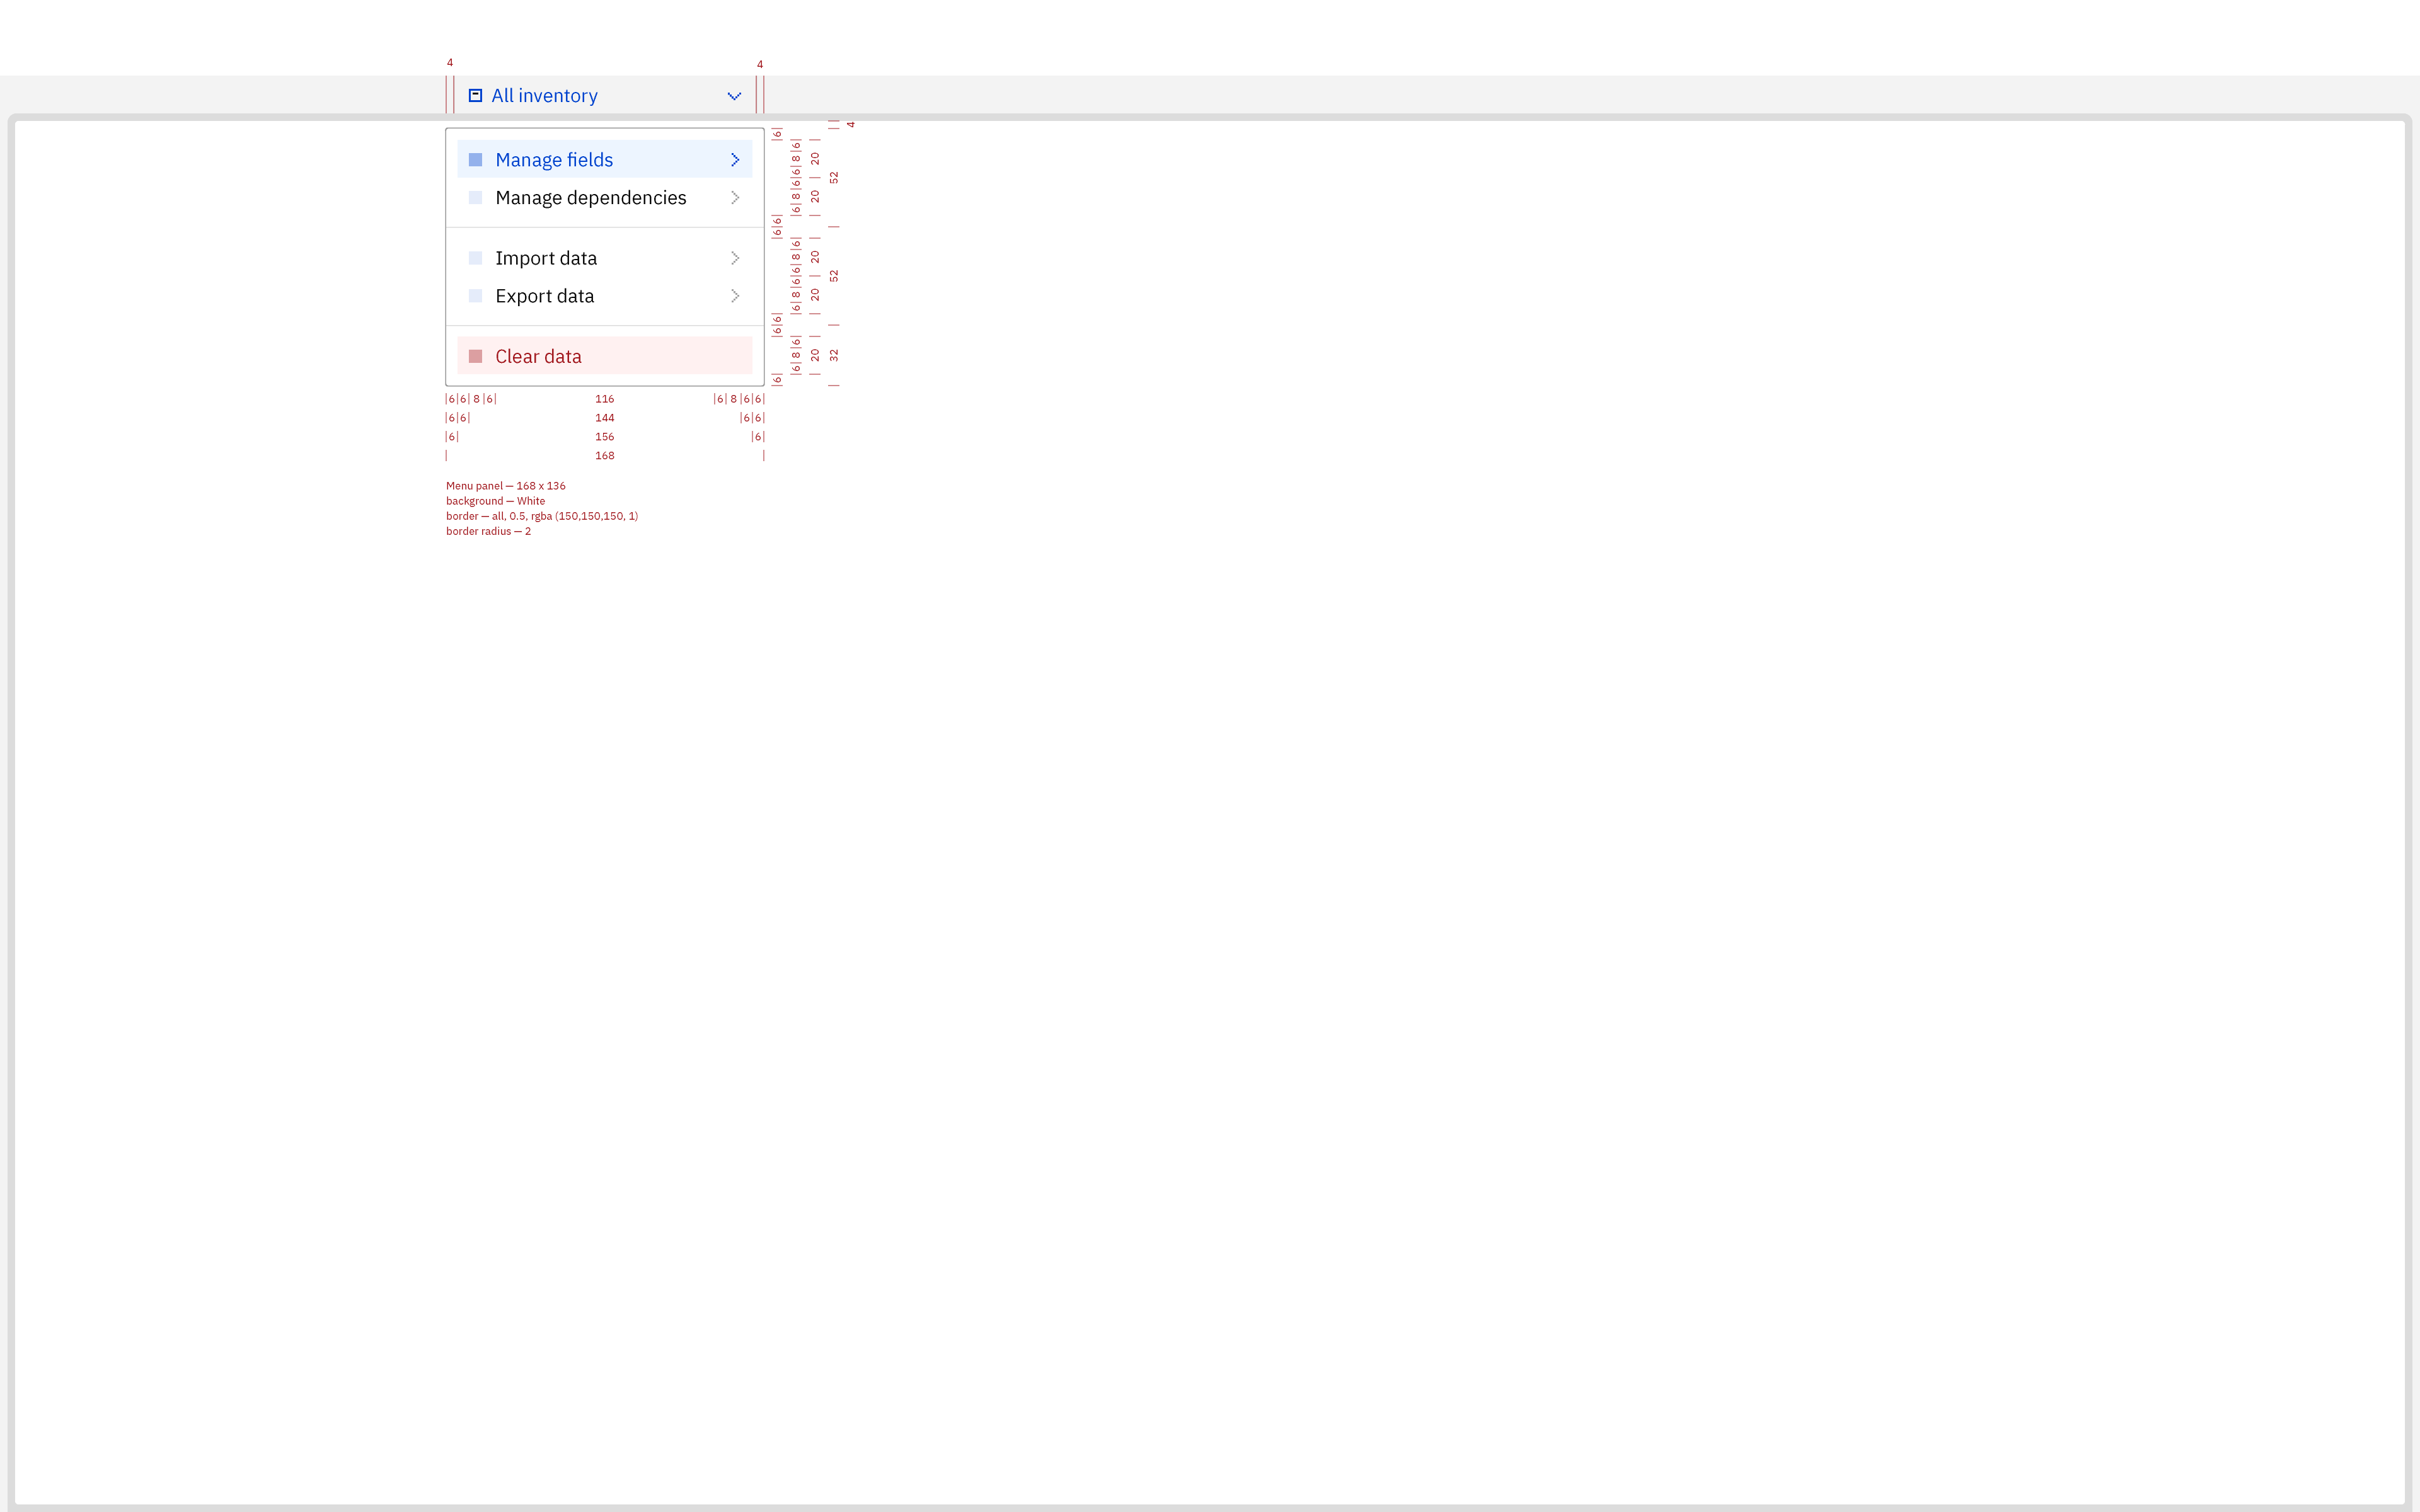 4 4
All inventory
4
Manage fields
Manage dependencies
Import data
Export data
Clear data
6 6 6 6 6 6
6 8 6 6 8 6 6 8 6 6 8 6 6 8 6
20 20 20 20 20
52 52 32
6 6 8 6 116 6 8 6 6
6 6 144 6 6
6 156 6
168
Menu panel — 168 x 136
background — White
border — all, 0.5, rgba (150,150,150, 1)
border radius — 2